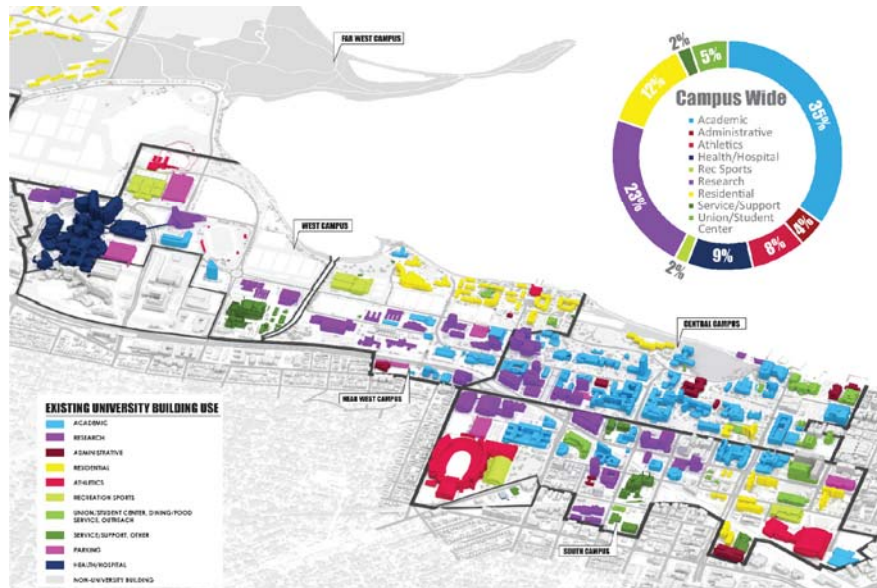 FAR WEST CAMPUS
2%
5%
12%
35%
Campus Wide
Academic
Administrative
Athletics
Health/Hospital
Rec Sports
Research
Residential
Service/Support
Union/Student
Center
23%
4%
8%
9%
2%
WEST CAMPUS
CENTRAL CAMPUS
NEAR WEST CAMPUS
SOUTH CAMPUS
EXISTING UNIVERSITY BUILDING USE
ACADEMIC
RESEARCH
ADMINISTRATIVE
RESIDENTIAL
ATHLETICS
RECREATION SPORTS
UNION/STUDENT CENTER, DINING/FOOD
SERVICE, OUTREACH
SERVICE/SUPPORT, OTHER
PARKING
HEALTH/HOSPITAL
NON-UNIVERSITY BUILDING